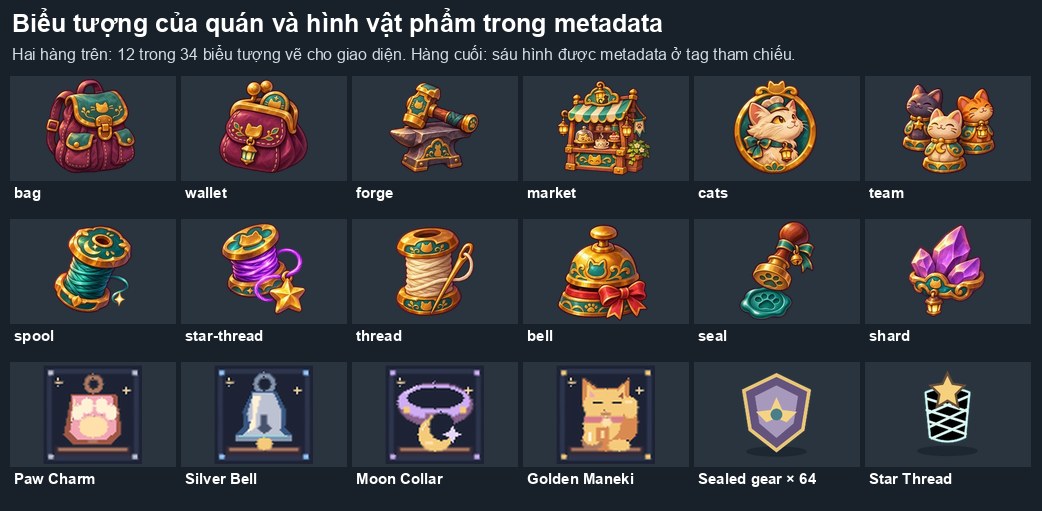 Biểu tượng của quán và hình vật phẩm trong metadata
Hai hàng trên: 12 trong 34 biểu tượng vẽ cho giao diện. Hàng cuối: sáu hình được metadata ở tag tham chiếu.
bag wallet forge market cats team
spool star-thread thread bell seal shard
Paw Charm Silver Bell Moon Collar Golden Maneki Sealed gear × 64 Star Thread